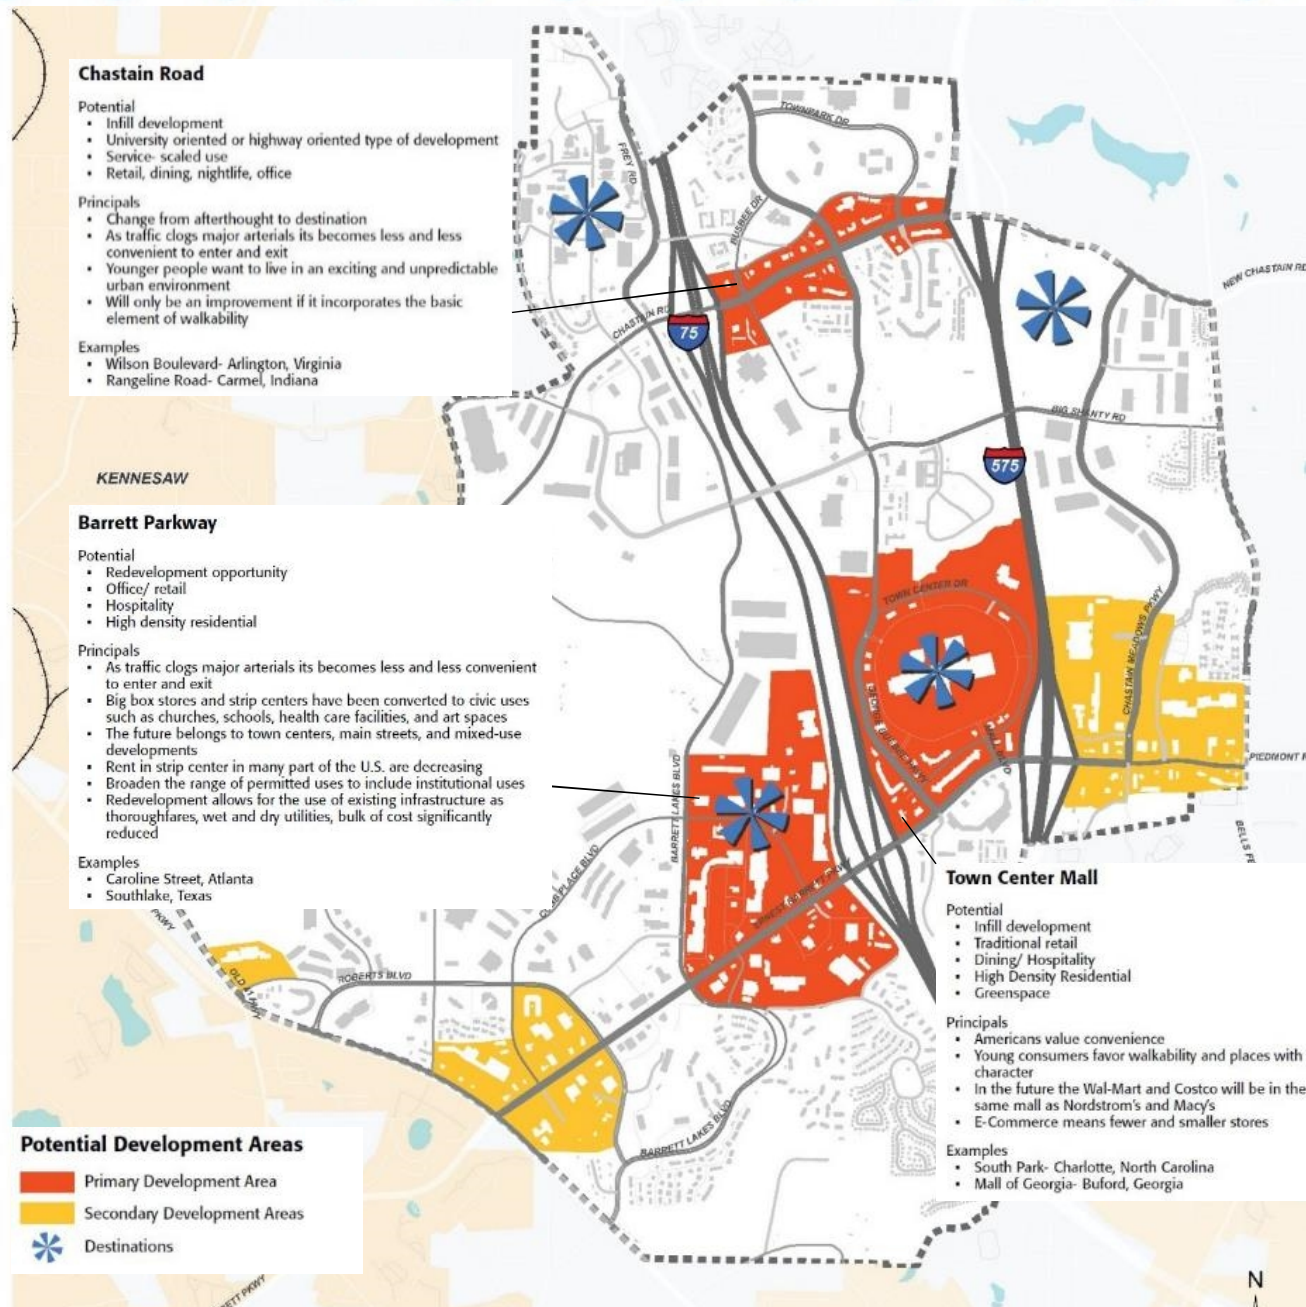 Chastain Road
Potential
▪ Infill development
▪ University oriented or highway oriented type of development
▪ Service- scaled use
▪ Retail, dining, nightlife, office
Principals
▪ Change from afterthought to destination
▪ As traffic clogs major arterials its becomes less and less
convenient to enter and exit
▪ Younger people want to live in an exciting and unpredictable
urban environment
▪ Will only be an improvement if it incorporates the basic
element of walkability
Examples
▪ Wilson Boulevard- Arlington, Virginia
▪ Rangeline Road- Carmel, Indiana
KENNESAW
Barrett Parkway
Potential
▪ Redevelopment opportunity
▪ Office/ retail
▪ Hospitality
▪ High density residential
Principals
▪ As traffic clogs major arterials its becomes less and less convenient
to enter and exit
▪ Big box stores and strip centers have been converted to civic uses
such as churches, schools, health care facilities, and art spaces
▪ The future belongs to town centers, main streets, and mixed-use
developments
▪ Rent in strip center in many part of the U.S. are decreasing
▪ Broaden the range of permitted uses to include institutional uses
▪ Redevelopment allows for the use of existing infrastructure as
thoroughfares, wet and dry utilities, bulk of cost significantly
reduced
Examples
▪ Caroline Street, Atlanta
▪ Southlake, Texas
Town Center Mall
Potential
▪ Infill development
▪ Traditional retail
▪ Dining/ Hospitality
▪ High Density Residential
▪ Greenspace
Principals
▪ Americans value convenience
▪ Young consumers favor walkability and places with
character
▪ In the future the Wal-Mart and Costco will be in the
same mall as Nordstrom's and Macy's
▪ E-Commerce means fewer and smaller stores
Examples
▪ South Park- Charlotte, North Carolina
▪ Mall of Georgia- Buford, Georgia
Potential Development Areas
Primary Development Area
Secondary Development Areas
Destinations
TOWNPARK DR
FREY RD
BUSBEE DR
CHASTAIN RD
75
NEW CHASTAIN RD
BIG SHANTY RD
575
TOWN CENTER DR
CHASTAIN MEADOWS PKWY
PIEDMONT R
BELLS FE
BARRETT LAKES BLVD
ERNEST BARRETT PKWY
PKWY
ROBERTS BLVD
BARRETT LAKES BLVD
ETT PKWY
N